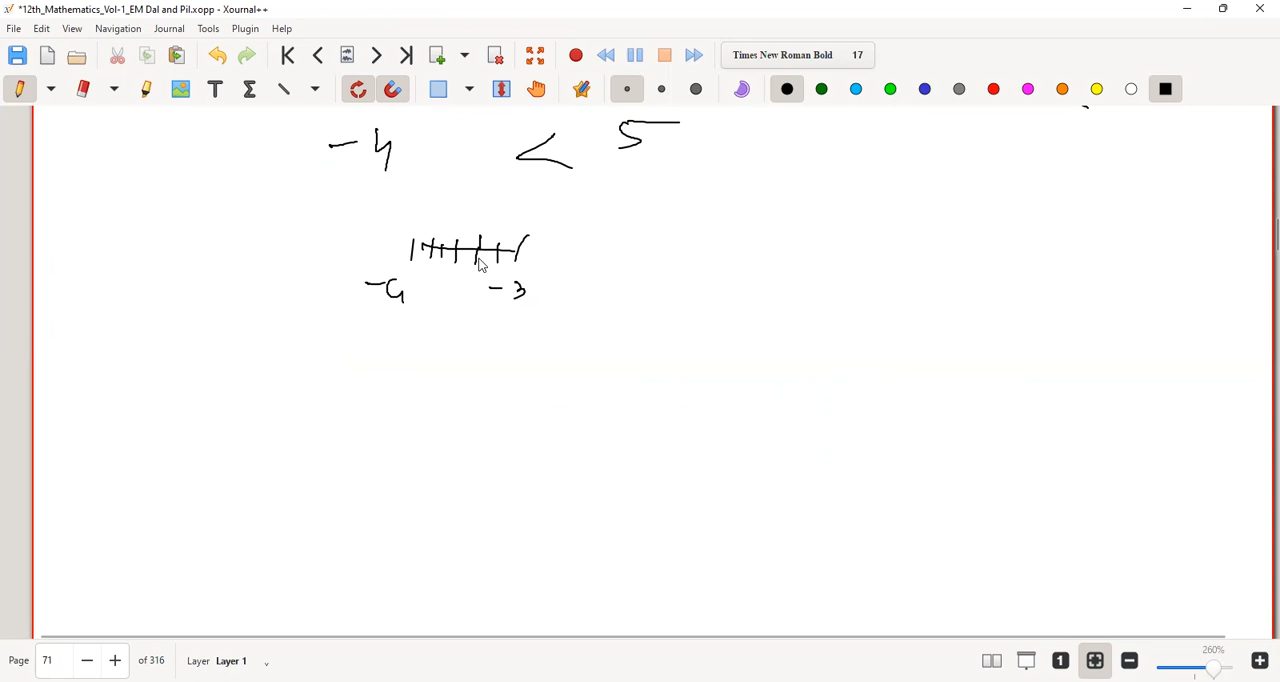 *12th_Mathematics_Vol-1_EM Dal and Pil.xopp - Xournal++
File Edit View Navigation Journal Tools Plugin Help
Times New Roman Bold 17
-4 < 5
-4 -3
Page 71 of 316 Layer Layer 1 1 260%